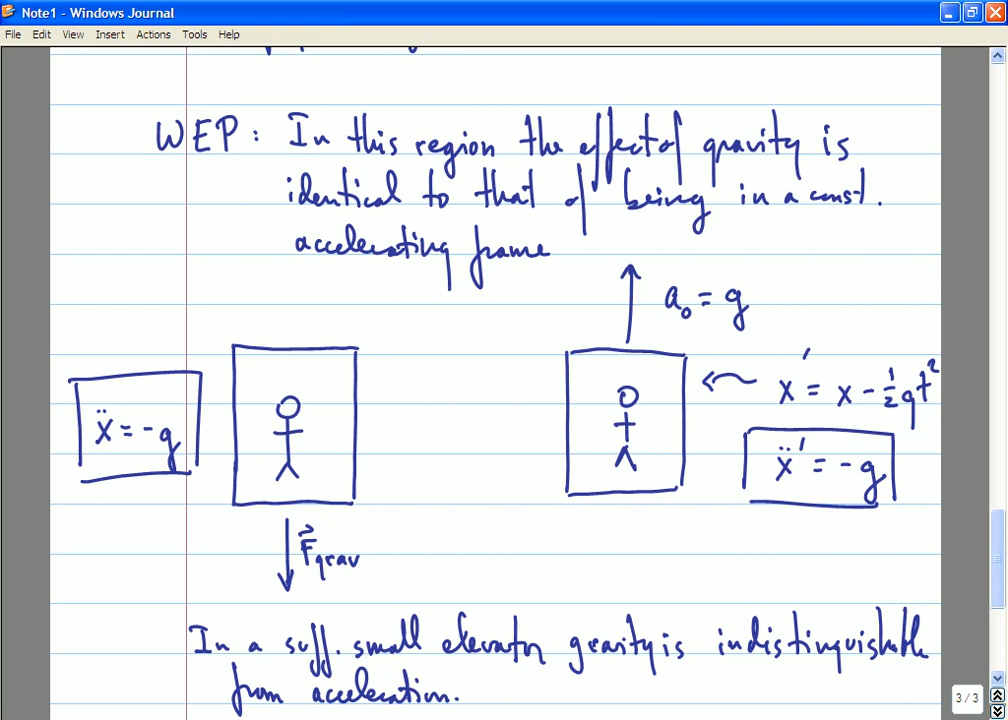 Note1 - Windows Journal
File Edit View Insert Actions Tools Help
WEP: In this region the effect of gravity is
identical to that of being in a const.
accelerating frame
a₀ = g
x' = x - ½gt²
ẍ = -g
ẍ' = -g
F⃗grav
In a suff. small elevator gravity is indistinguishable
from acceleration.
3 / 3